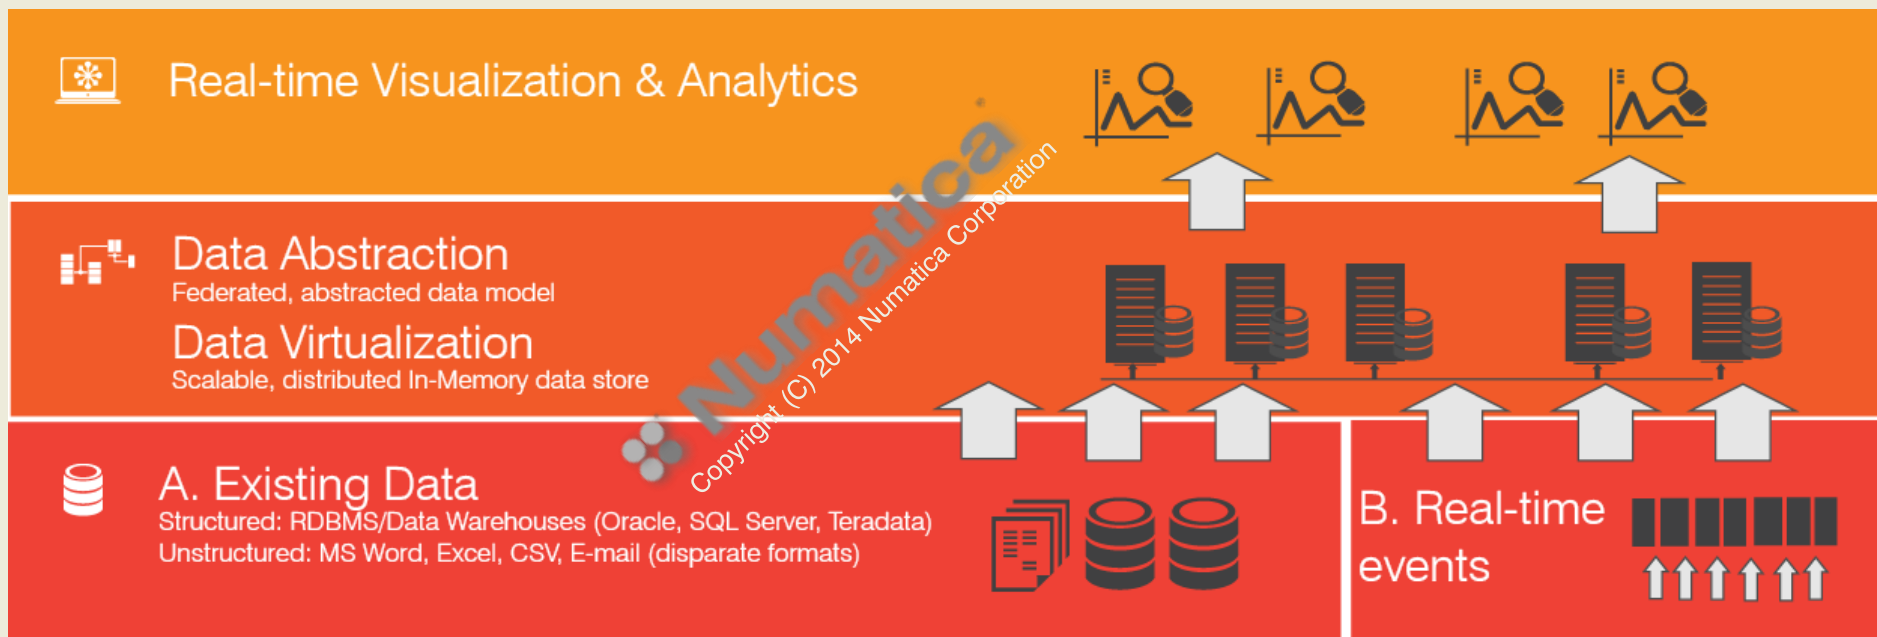 Real-time Visualization & Analytics
Data Abstraction
Federated, abstracted data model
Data Virtualization
Scalable, distributed In-Memory data store
Numatica
Copyright (C) 2014 Numatica Corporation
A. Existing Data
Structured: RDBMS/Data Warehouses (Oracle, SQL Server, Teradata)
Unstructured: MS Word, Excel, CSV, E-mail (disparate formats)
B. Real-time
events